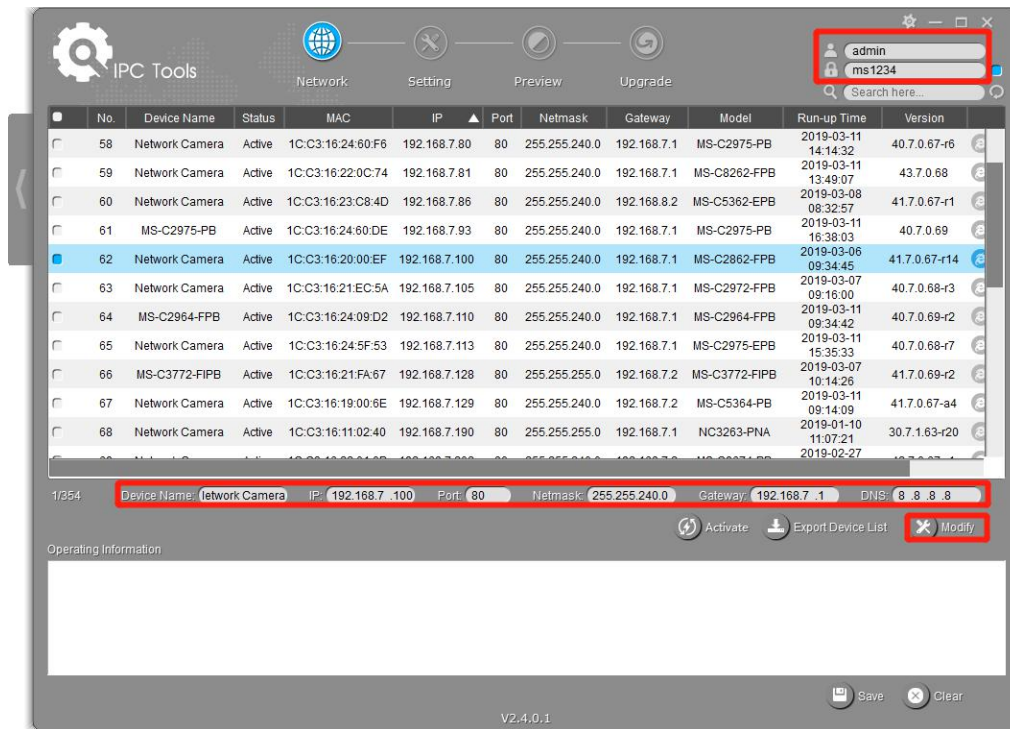 IPC Tools
Network Setting Preview Upgrade
admin
ms1234
Search here...
No. Device Name Status MAC IP Port Netmask Gateway Model Run-up Time Version
58 Network Camera Active 1C:C3:16:24:60:F6 192.168.7.80 80 255.255.240.0 192.168.7.1 MS-C2975-PB 2019-03-11 14:14:32 40.7.0.67-r6
59 Network Camera Active 1C:C3:16:22:0C:74 192.168.7.81 80 255.255.240.0 192.168.7.1 MS-C8262-FPB 2019-03-11 13:49:07 43.7.0.68
60 Network Camera Active 1C:C3:16:23:C8:4D 192.168.7.86 80 255.255.240.0 192.168.8.2 MS-C5362-EPB 2019-03-08 08:32:57 41.7.0.67-r1
61 MS-C2975-PB Active 1C:C3:16:24:60:DE 192.168.7.93 80 255.255.240.0 192.168.7.1 MS-C2975-PB 2019-03-11 16:38:03 40.7.0.69
62 Network Camera Active 1C:C3:16:20:00:EF 192.168.7.100 80 255.255.240.0 192.168.7.1 MS-C2862-FPB 2019-03-06 09:34:45 41.7.0.67-r14
63 Network Camera Active 1C:C3:16:21:EC:5A 192.168.7.105 80 255.255.240.0 192.168.7.1 MS-C2972-FPB 2019-03-07 09:16:00 40.7.0.68-r3
64 MS-C2964-FPB Active 1C:C3:16:24:09:D2 192.168.7.110 80 255.255.240.0 192.168.7.1 MS-C2964-FPB 2019-03-11 09:34:42 40.7.0.69-r2
65 Network Camera Active 1C:C3:16:24:5F:53 192.168.7.113 80 255.255.240.0 192.168.7.1 MS-C2975-EPB 2019-03-11 15:35:33 40.7.0.68-r7
66 MS-C3772-FIPB Active 1C:C3:16:21:FA:67 192.168.7.128 80 255.255.255.0 192.168.7.2 MS-C3772-FIPB 2019-03-07 10:14:26 41.7.0.69-r2
67 Network Camera Active 1C:C3:16:19:00:6E 192.168.7.129 80 255.255.240.0 192.168.7.2 MS-C5364-PB 2019-03-11 09:14:09 41.7.0.67-a4
68 Network Camera Active 1C:C3:16:11:02:40 192.168.7.190 80 255.255.255.0 192.168.7.1 NC3263-PNA 2019-01-10 11:07:21 30.7.1.63-r20
2019-02-27
1/354 Device Name: letwork Camera IP: 192.168.7 .100 Port: 80 Netmask: 255.255.240.0 Gateway: 192.168.7 .1 DNS: 8 .8 .8 .8
Activate Export Device List Modify
Operating Information
Save Clear
V2.4.0.1